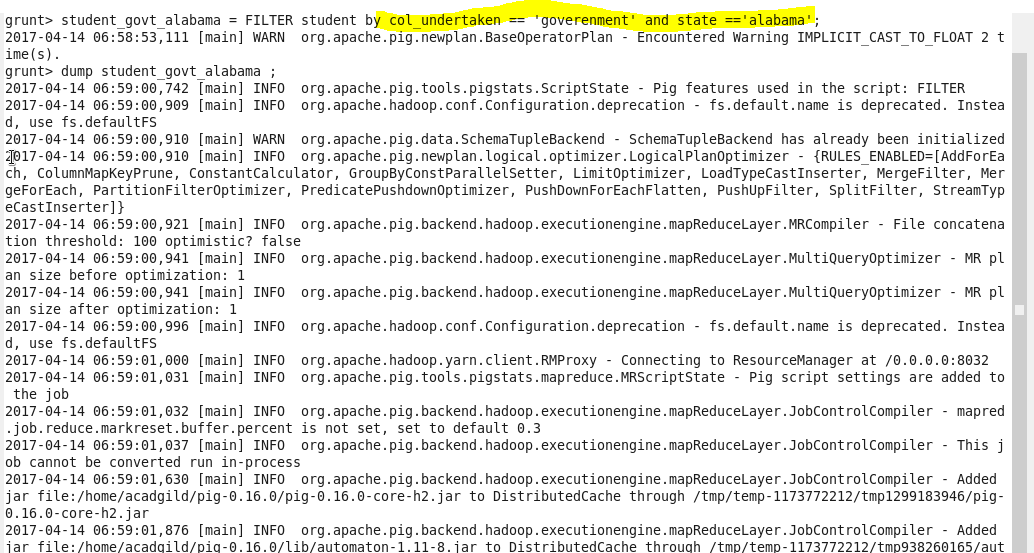 grunt> student_govt_alabama = FILTER student by col_undertaken == 'goverenment' and state =='alabama';
2017-04-14 06:58:53,111 [main] WARN  org.apache.pig.newplan.BaseOperatorPlan - Encountered Warning IMPLICIT_CAST_TO_FLOAT 2 t
ime(s).
grunt> dump student_govt_alabama ;
2017-04-14 06:59:00,742 [main] INFO  org.apache.pig.tools.pigstats.ScriptState - Pig features used in the script: FILTER
2017-04-14 06:59:00,909 [main] INFO  org.apache.hadoop.conf.Configuration.deprecation - fs.default.name is deprecated. Instea
d, use fs.defaultFS
2017-04-14 06:59:00,910 [main] WARN  org.apache.pig.data.SchemaTupleBackend - SchemaTupleBackend has already been initialized
2017-04-14 06:59:00,910 [main] INFO  org.apache.pig.newplan.logical.optimizer.LogicalPlanOptimizer - {RULES_ENABLED=[AddForEa
ch, ColumnMapKeyPrune, ConstantCalculator, GroupByConstParallelSetter, LimitOptimizer, LoadTypeCastInserter, MergeFilter, Mer
geForEach, PartitionFilterOptimizer, PredicatePushdownOptimizer, PushDownForEachFlatten, PushUpFilter, SplitFilter, StreamTyp
eCastInserter]}
2017-04-14 06:59:00,921 [main] INFO  org.apache.pig.backend.hadoop.executionengine.mapReduceLayer.MRCompiler - File concatena
tion threshold: 100 optimistic? false
2017-04-14 06:59:00,941 [main] INFO  org.apache.pig.backend.hadoop.executionengine.mapReduceLayer.MultiQueryOptimizer - MR pl
an size before optimization: 1
2017-04-14 06:59:00,941 [main] INFO  org.apache.pig.backend.hadoop.executionengine.mapReduceLayer.MultiQueryOptimizer - MR pl
an size after optimization: 1
2017-04-14 06:59:00,996 [main] INFO  org.apache.hadoop.conf.Configuration.deprecation - fs.default.name is deprecated. Instea
d, use fs.defaultFS
2017-04-14 06:59:01,000 [main] INFO  org.apache.hadoop.yarn.client.RMProxy - Connecting to ResourceManager at /0.0.0.0:8032
2017-04-14 06:59:01,031 [main] INFO  org.apache.pig.tools.pigstats.mapreduce.MRScriptState - Pig script settings are added to
 the job
2017-04-14 06:59:01,032 [main] INFO  org.apache.pig.backend.hadoop.executionengine.mapReduceLayer.JobControlCompiler - mapred
.job.reduce.markreset.buffer.percent is not set, set to default 0.3
2017-04-14 06:59:01,037 [main] INFO  org.apache.pig.backend.hadoop.executionengine.mapReduceLayer.JobControlCompiler - This j
ob cannot be converted run in-process
2017-04-14 06:59:01,630 [main] INFO  org.apache.pig.backend.hadoop.executionengine.mapReduceLayer.JobControlCompiler - Added
jar file:/home/acadgild/pig-0.16.0/pig-0.16.0-core-h2.jar to DistributedCache through /tmp/temp-1173772212/tmp1299183946/pig-
0.16.0-core-h2.jar
2017-04-14 06:59:01,876 [main] INFO  org.apache.pig.backend.hadoop.executionengine.mapReduceLayer.JobControlCompiler - Added
jar file:/home/acadgild/pig-0.16.0/lib/automaton-1.11-8.jar to DistributedCache through /tmp/temp-1173772212/tmp938260165/aut